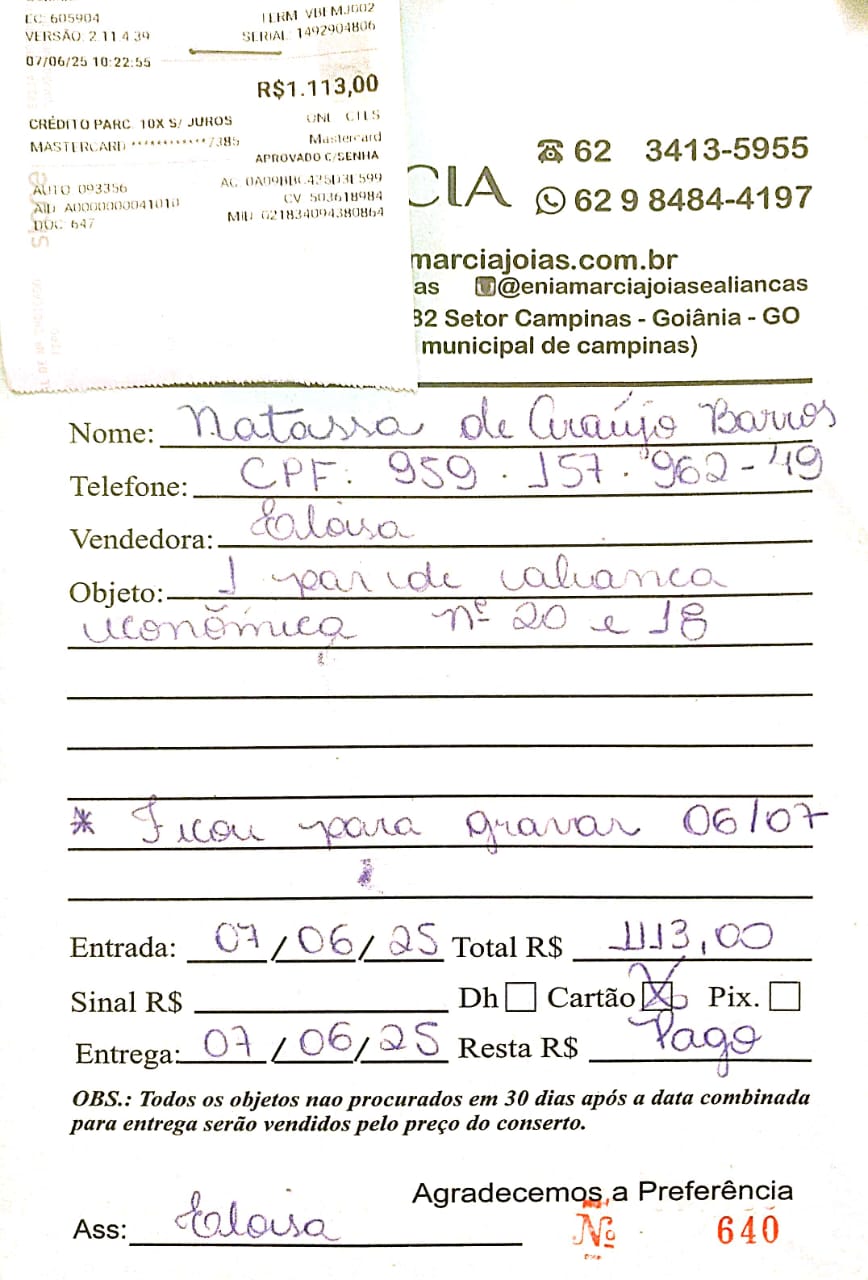 EC: 605904 TERM VBEMJ002
VERSÃO: 2.11.4.39 SERIAL: 1492904806
07/06/25 10:22:55
R$1.113,00
CRÉDITO PARC. 10X S/ JUROS ONL CTLS
MASTERCARD ************7385 Mastercard
APROVADO C/SENHA
AUTO: 093356
AID: A0000000041010 CV: 503618984
DOC: 647 MID: 021834094380864
CIA
62 3413-5955
62 9 8484-4197
marciajoias.com.br
as @eniamarciajoiasealiancas
32 Setor Campinas - Goiânia - GO
municipal de campinas)
Nome: Natassa de Araújo Barros
Telefone: CPF: 959.157.962-49
Vendedora: Eloisa
Objeto: 1 par de alianca
econômica nº 20 e 18
* Ficou para gravar 06/07
Entrada: 07/06/25 Total R$ 1113,00
Sinal R$ Dh Cartão X Pix.
Entrega: 07/06/25 Resta R$ Pago
OBS.: Todos os objetos nao procurados em 30 dias após a data combinada
para entrega serão vendidos pelo preço do conserto.
Agradecemos a Preferência
Ass: Eloisa Nº 640